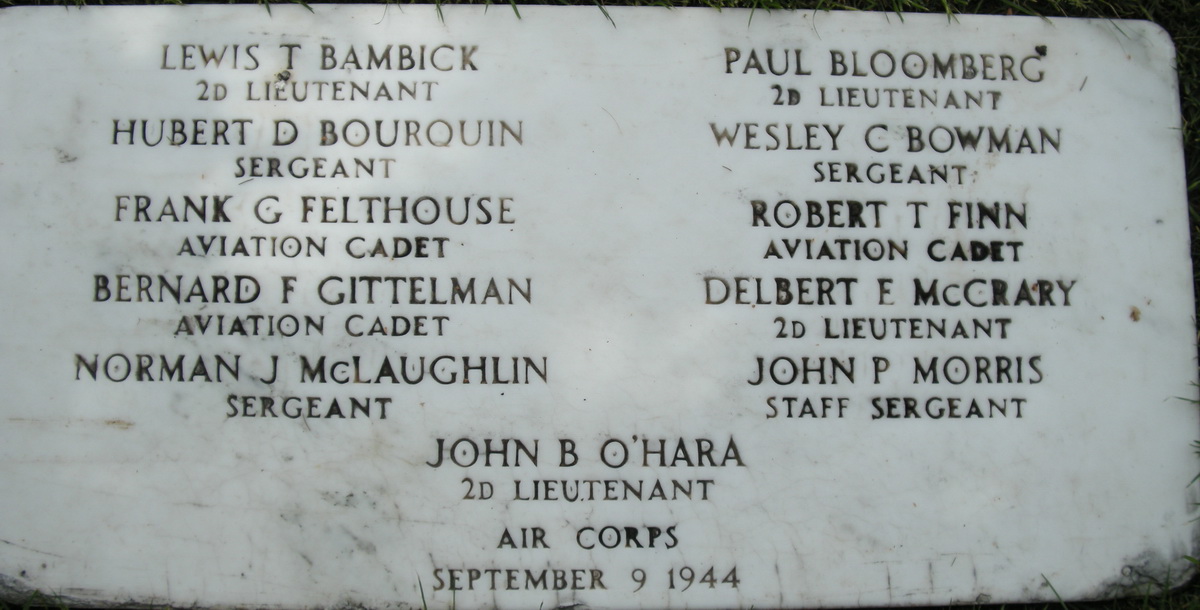 LEWIS T BAMBICK
2D LIEUTENANT
HUBERT D BOURQUIN
SERGEANT
FRANK G FELTHOUSE
AVIATION CADET
BERNARD F GITTELMAN
AVIATION CADET
NORMAN J McLAUGHLIN
SERGEANT
PAUL BLOOMBERG
2D LIEUTENANT
WESLEY C BOWMAN
SERGEANT
ROBERT T FINN
AVIATION CADET
DELBERT E McCRARY
2D LIEUTENANT
JOHN P MORRIS
STAFF SERGEANT
JOHN B O'HARA
2D LIEUTENANT
AIR CORPS
SEPTEMBER 9 1944